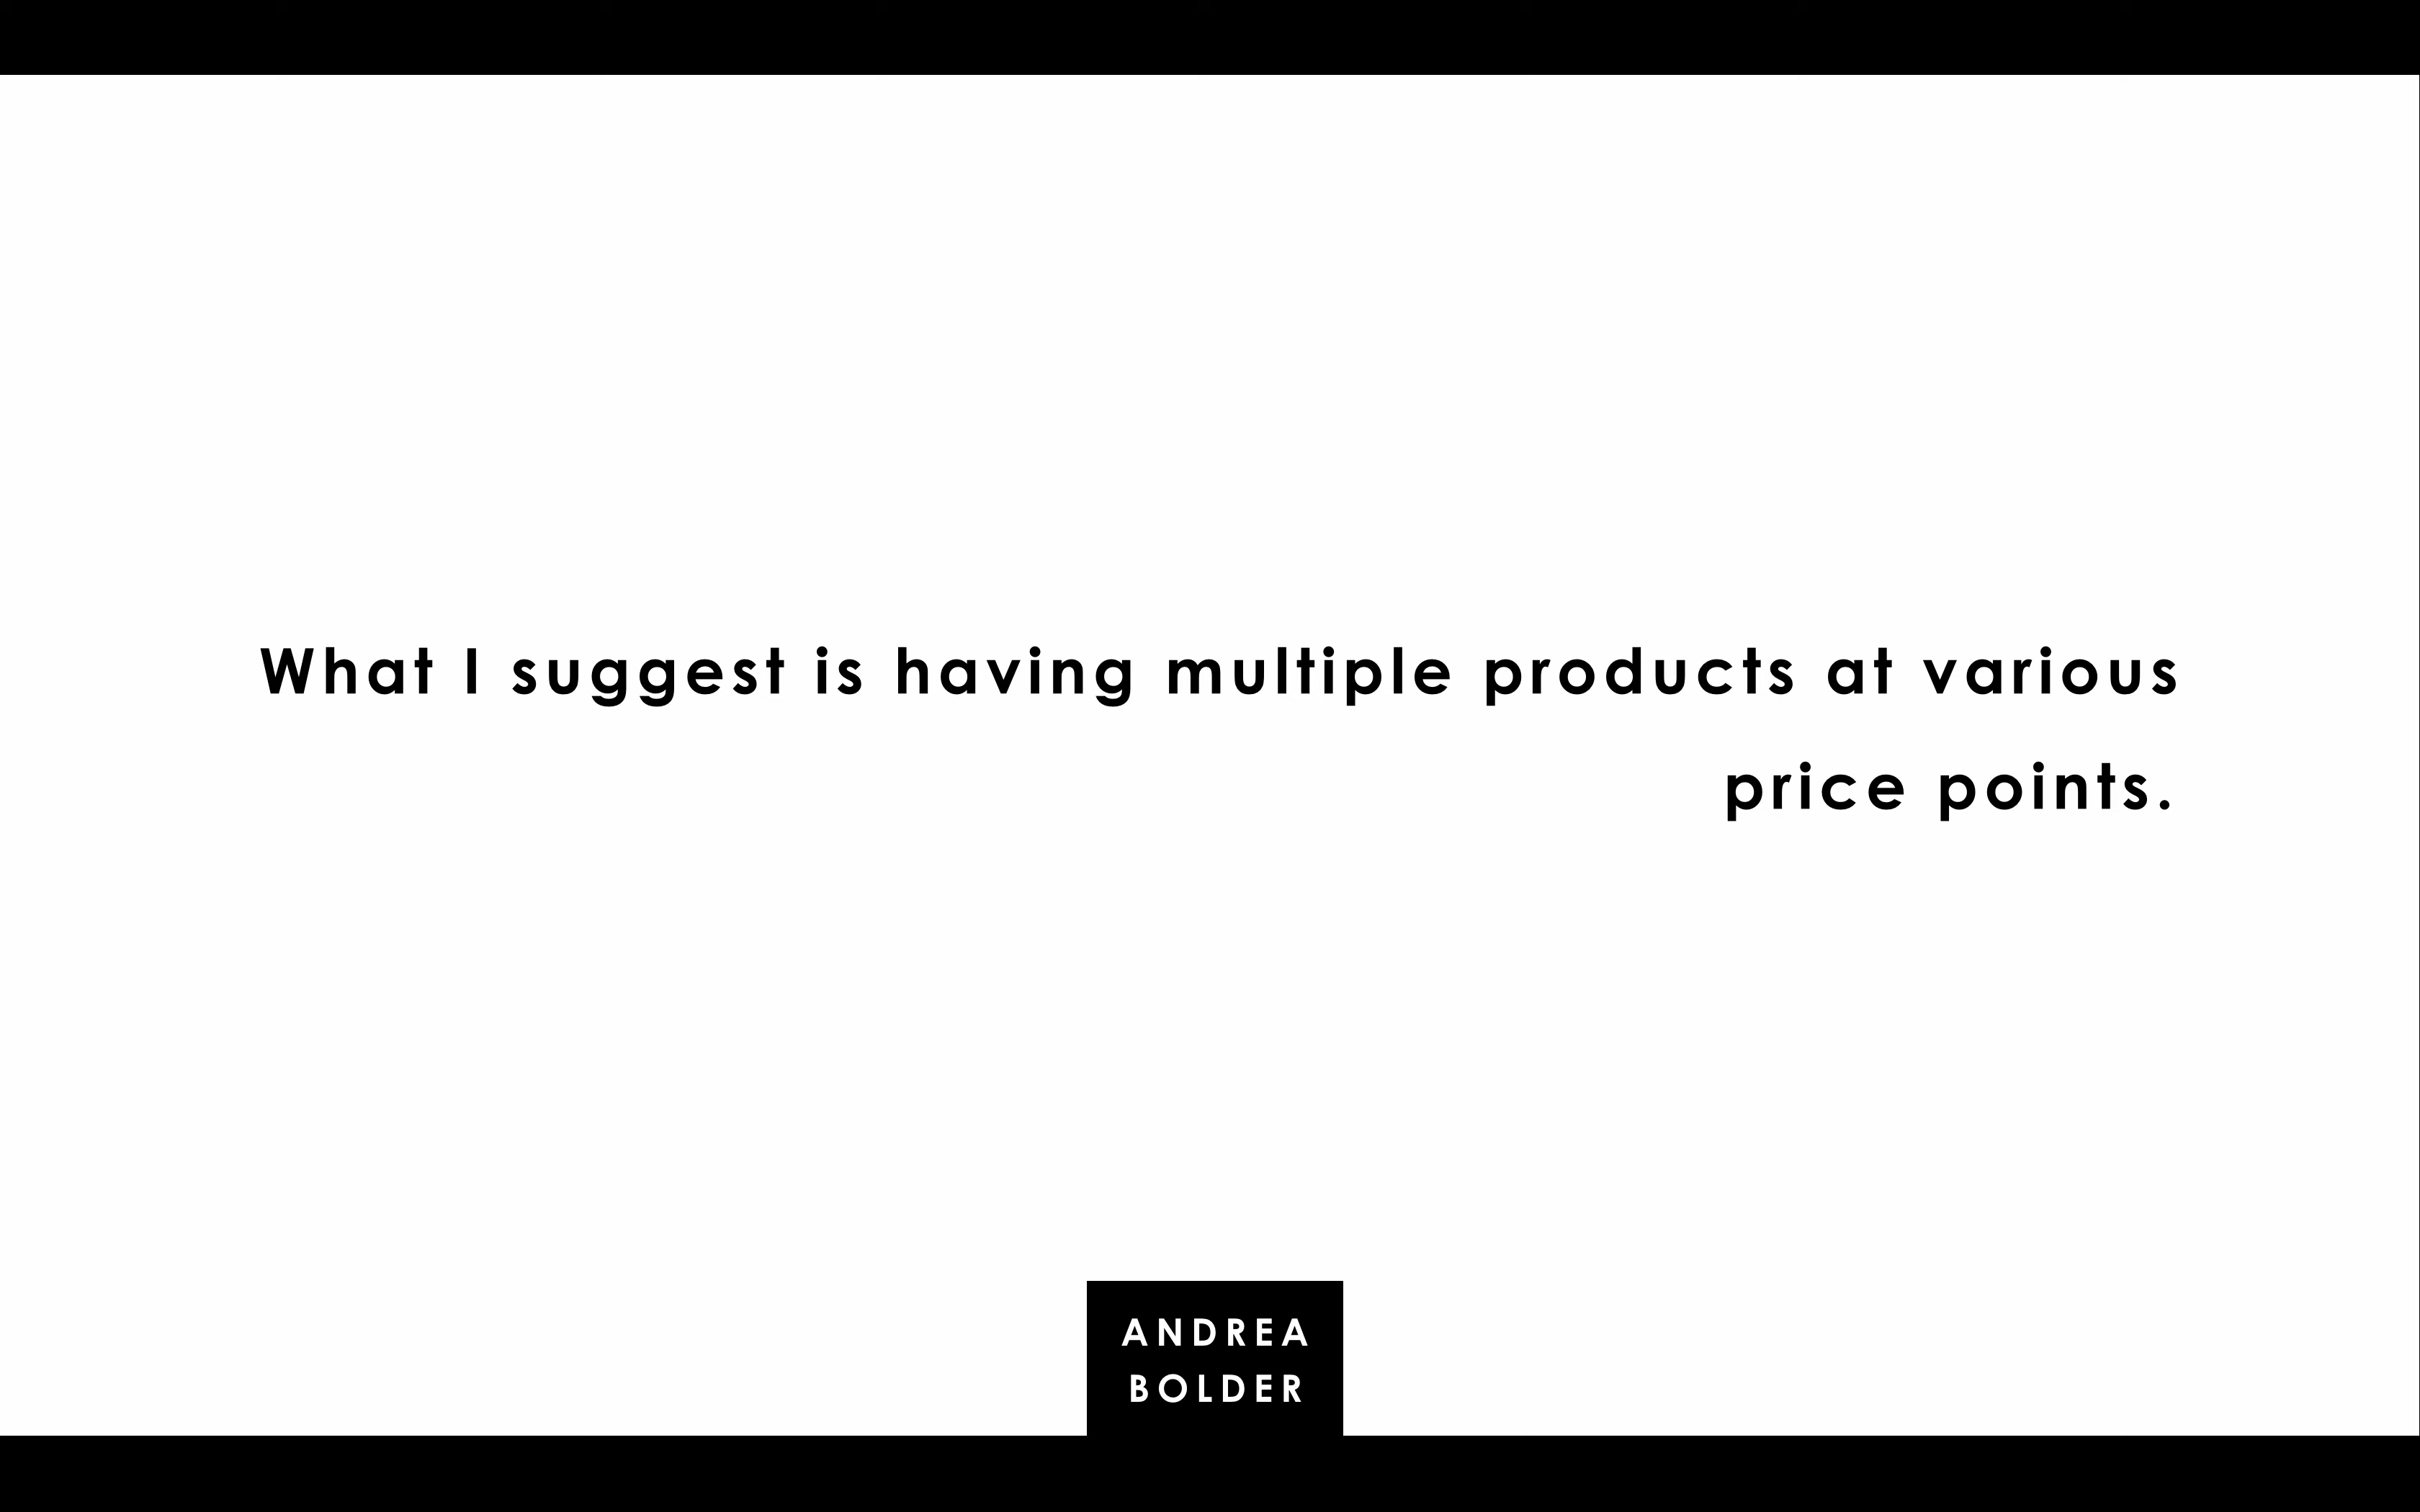 What I suggest is having multiple products at various
price points.
ANDREA
BOLDER